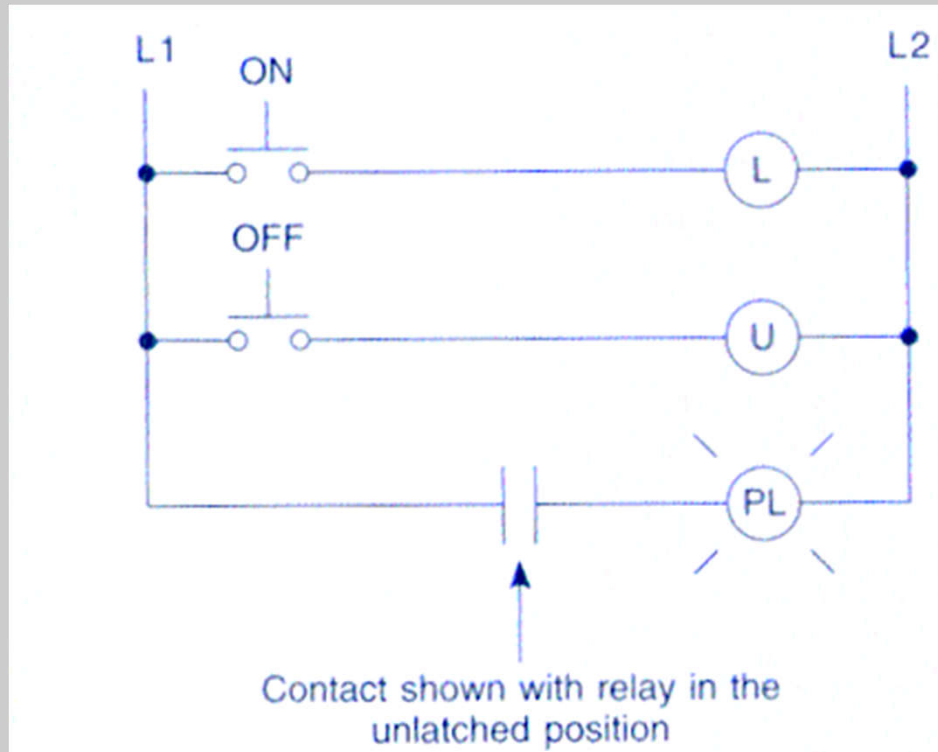 L1
L2
ON
L
OFF
U
PL
Contact shown with relay in the
unlatched position